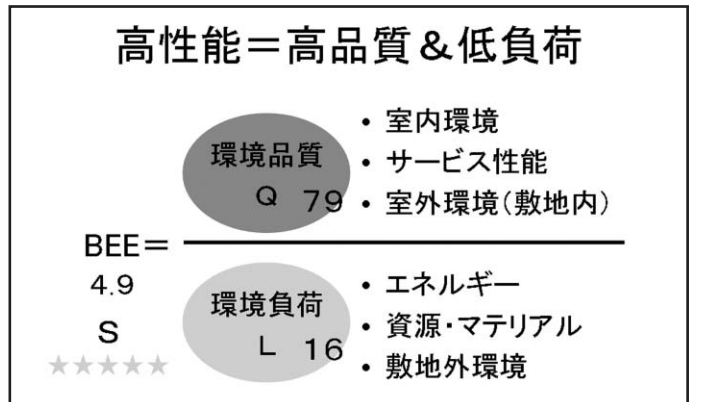 高性能＝高品質＆低負荷
環境品質
Q 79
• 室内環境
• サービス性能
• 室外環境(敷地内)
BEE＝
4.9
S
★★★★★
環境負荷
L 16
• エネルギー
• 資源・マテリアル
• 敷地外環境